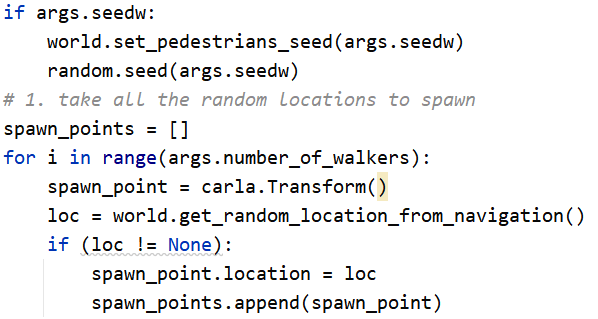 if args.seedw:
    world.set_pedestrians_seed(args.seedw)
    random.seed(args.seedw)
# 1. take all the random locations to spawn
spawn_points = []
for i in range(args.number_of_walkers):
    spawn_point = carla.Transform()
    loc = world.get_random_location_from_navigation()
    if (loc != None):
        spawn_point.location = loc
        spawn_points.append(spawn_point)